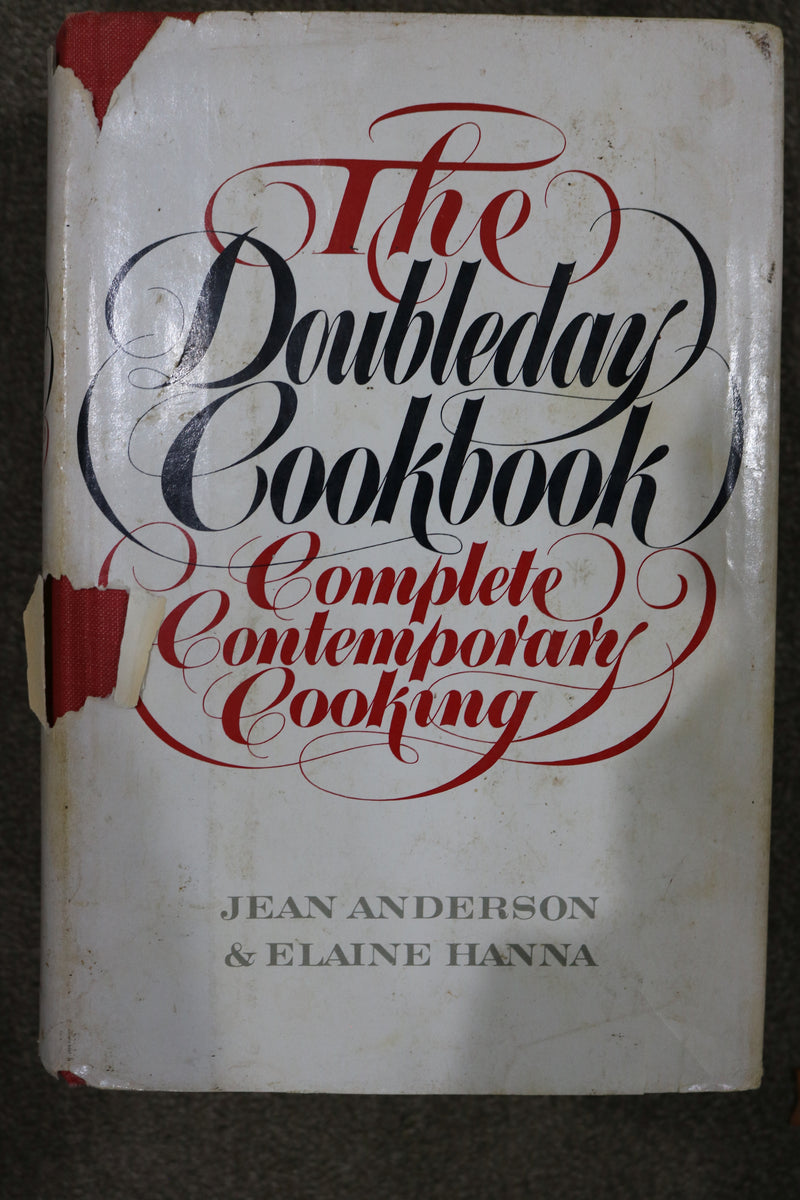 The
Doubleday
Cookbook
Complete
Contemporary
Cooking
JEAN ANDERSON
& ELAINE HANNA